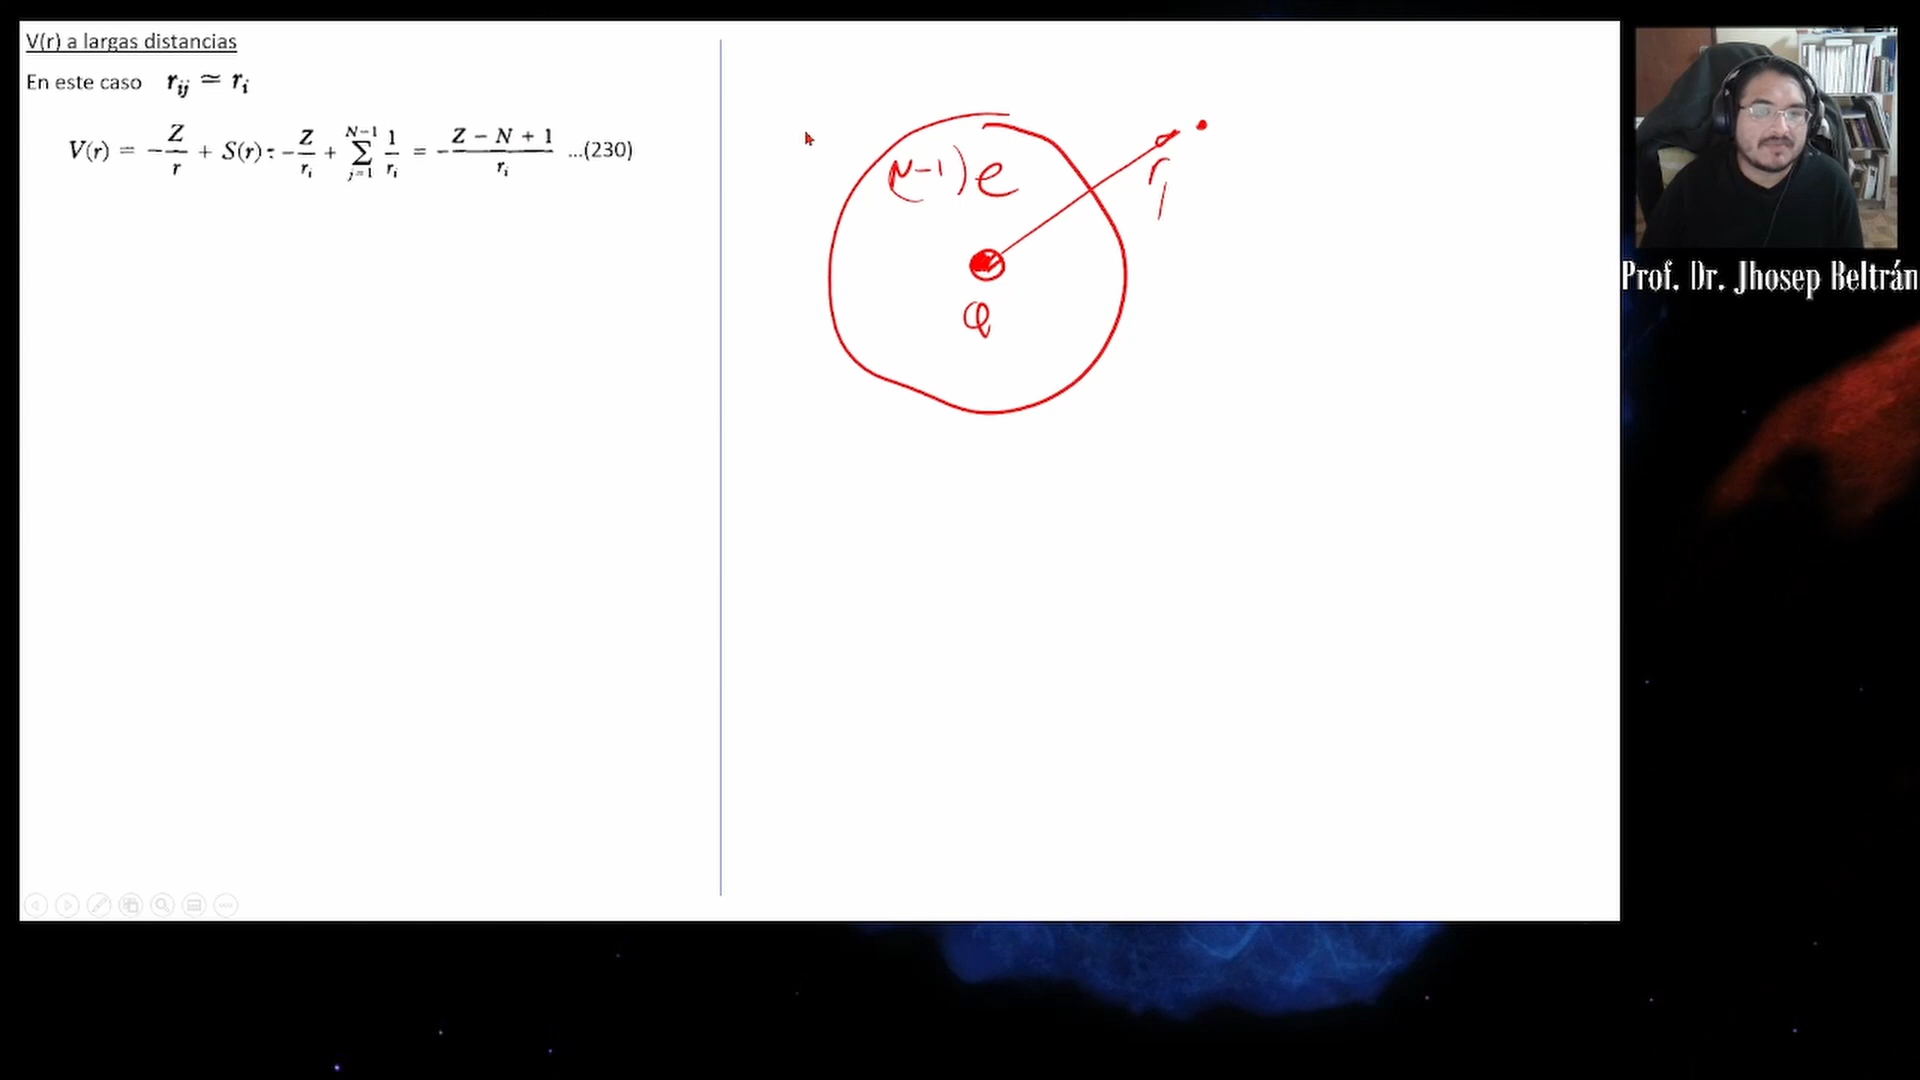 V(r) a largas distancias
En este caso r_ij ≃ r_i
V(r) = -Z/r + S(r) = -Z/r_i + Σ_{j=1}^{N-1} 1/r_i = -(Z - N + 1)/r_i ...(230)
(N-1)e
r_i
Q
Prof. Dr. Jhosep Beltrán